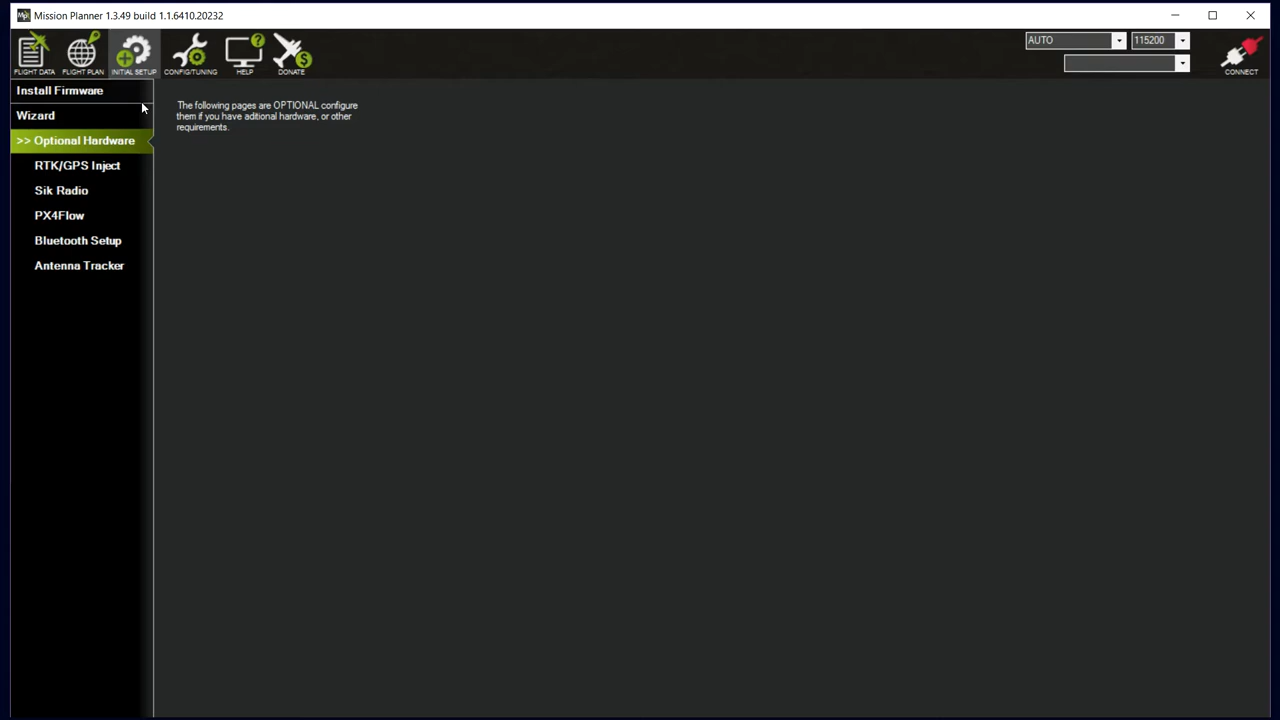 Mission Planner 1.3.49 build 1.1.6410.20232
FLIGHT DATA
FLIGHT PLAN
INITIAL SETUP
CONFIG/TUNING
HELP
DONATE
AUTO
115200
CONNECT
Install Firmware
Wizard
>> Optional Hardware
RTK/GPS Inject
Sik Radio
PX4Flow
Bluetooth Setup
Antenna Tracker
The following pages are OPTIONAL configure
them if you have aditional hardware, or other
requirements.